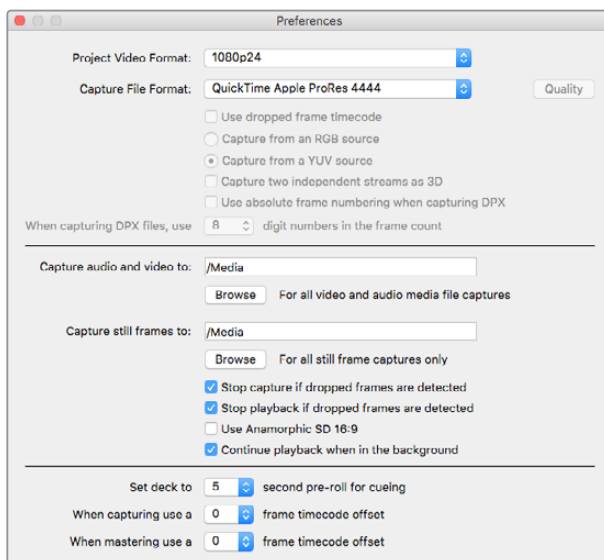 Preferences
Project Video Format: 1080p24
Capture File Format: QuickTime Apple ProRes 4444 Quality
Use dropped frame timecode
Capture from an RGB source
Capture from a YUV source
Capture two independent streams as 3D
Use absolute frame numbering when capturing DPX
When capturing DPX files, use 8 digit numbers in the frame count
Capture audio and video to: /Media
Browse For all video and audio media file captures
Capture still frames to: /Media
Browse For all still frame captures only
Stop capture if dropped frames are detected
Stop playback if dropped frames are detected
Use Anamorphic SD 16:9
Continue playback when in the background
Set deck to 5 second pre-roll for cueing
When capturing use a 0 frame timecode offset
When mastering use a 0 frame timecode offset